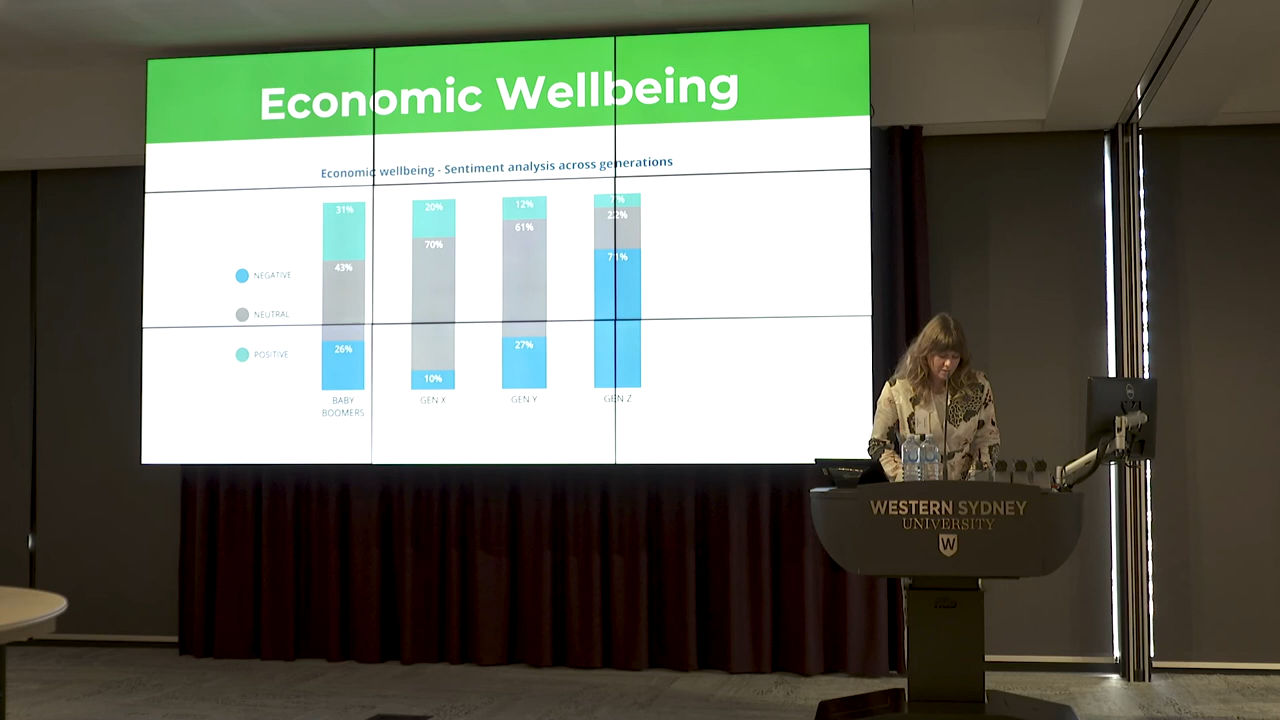 Economic Wellbeing
Economic wellbeing - Sentiment analysis across generations
31%
20%
12%
7%
43%
70%
61%
22%
71%
26%
10%
27%
NEGATIVE
NEUTRAL
POSITIVE
BABY
BOOMERS
GEN X
GEN Y
GEN Z
WESTERN SYDNEY
UNIVERSITY
W